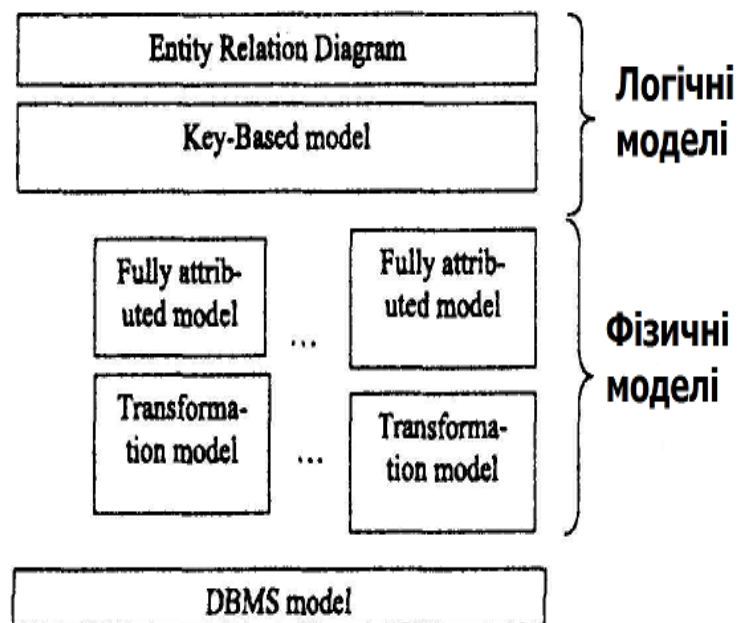 Entity Relation Diagram
Key-Based model
Логічні
моделі
Fully attrib-
uted model
...
Fully attrib-
uted model
Transforma-
tion model
...
Transforma-
tion model
Фізичні
моделі
DBMS model